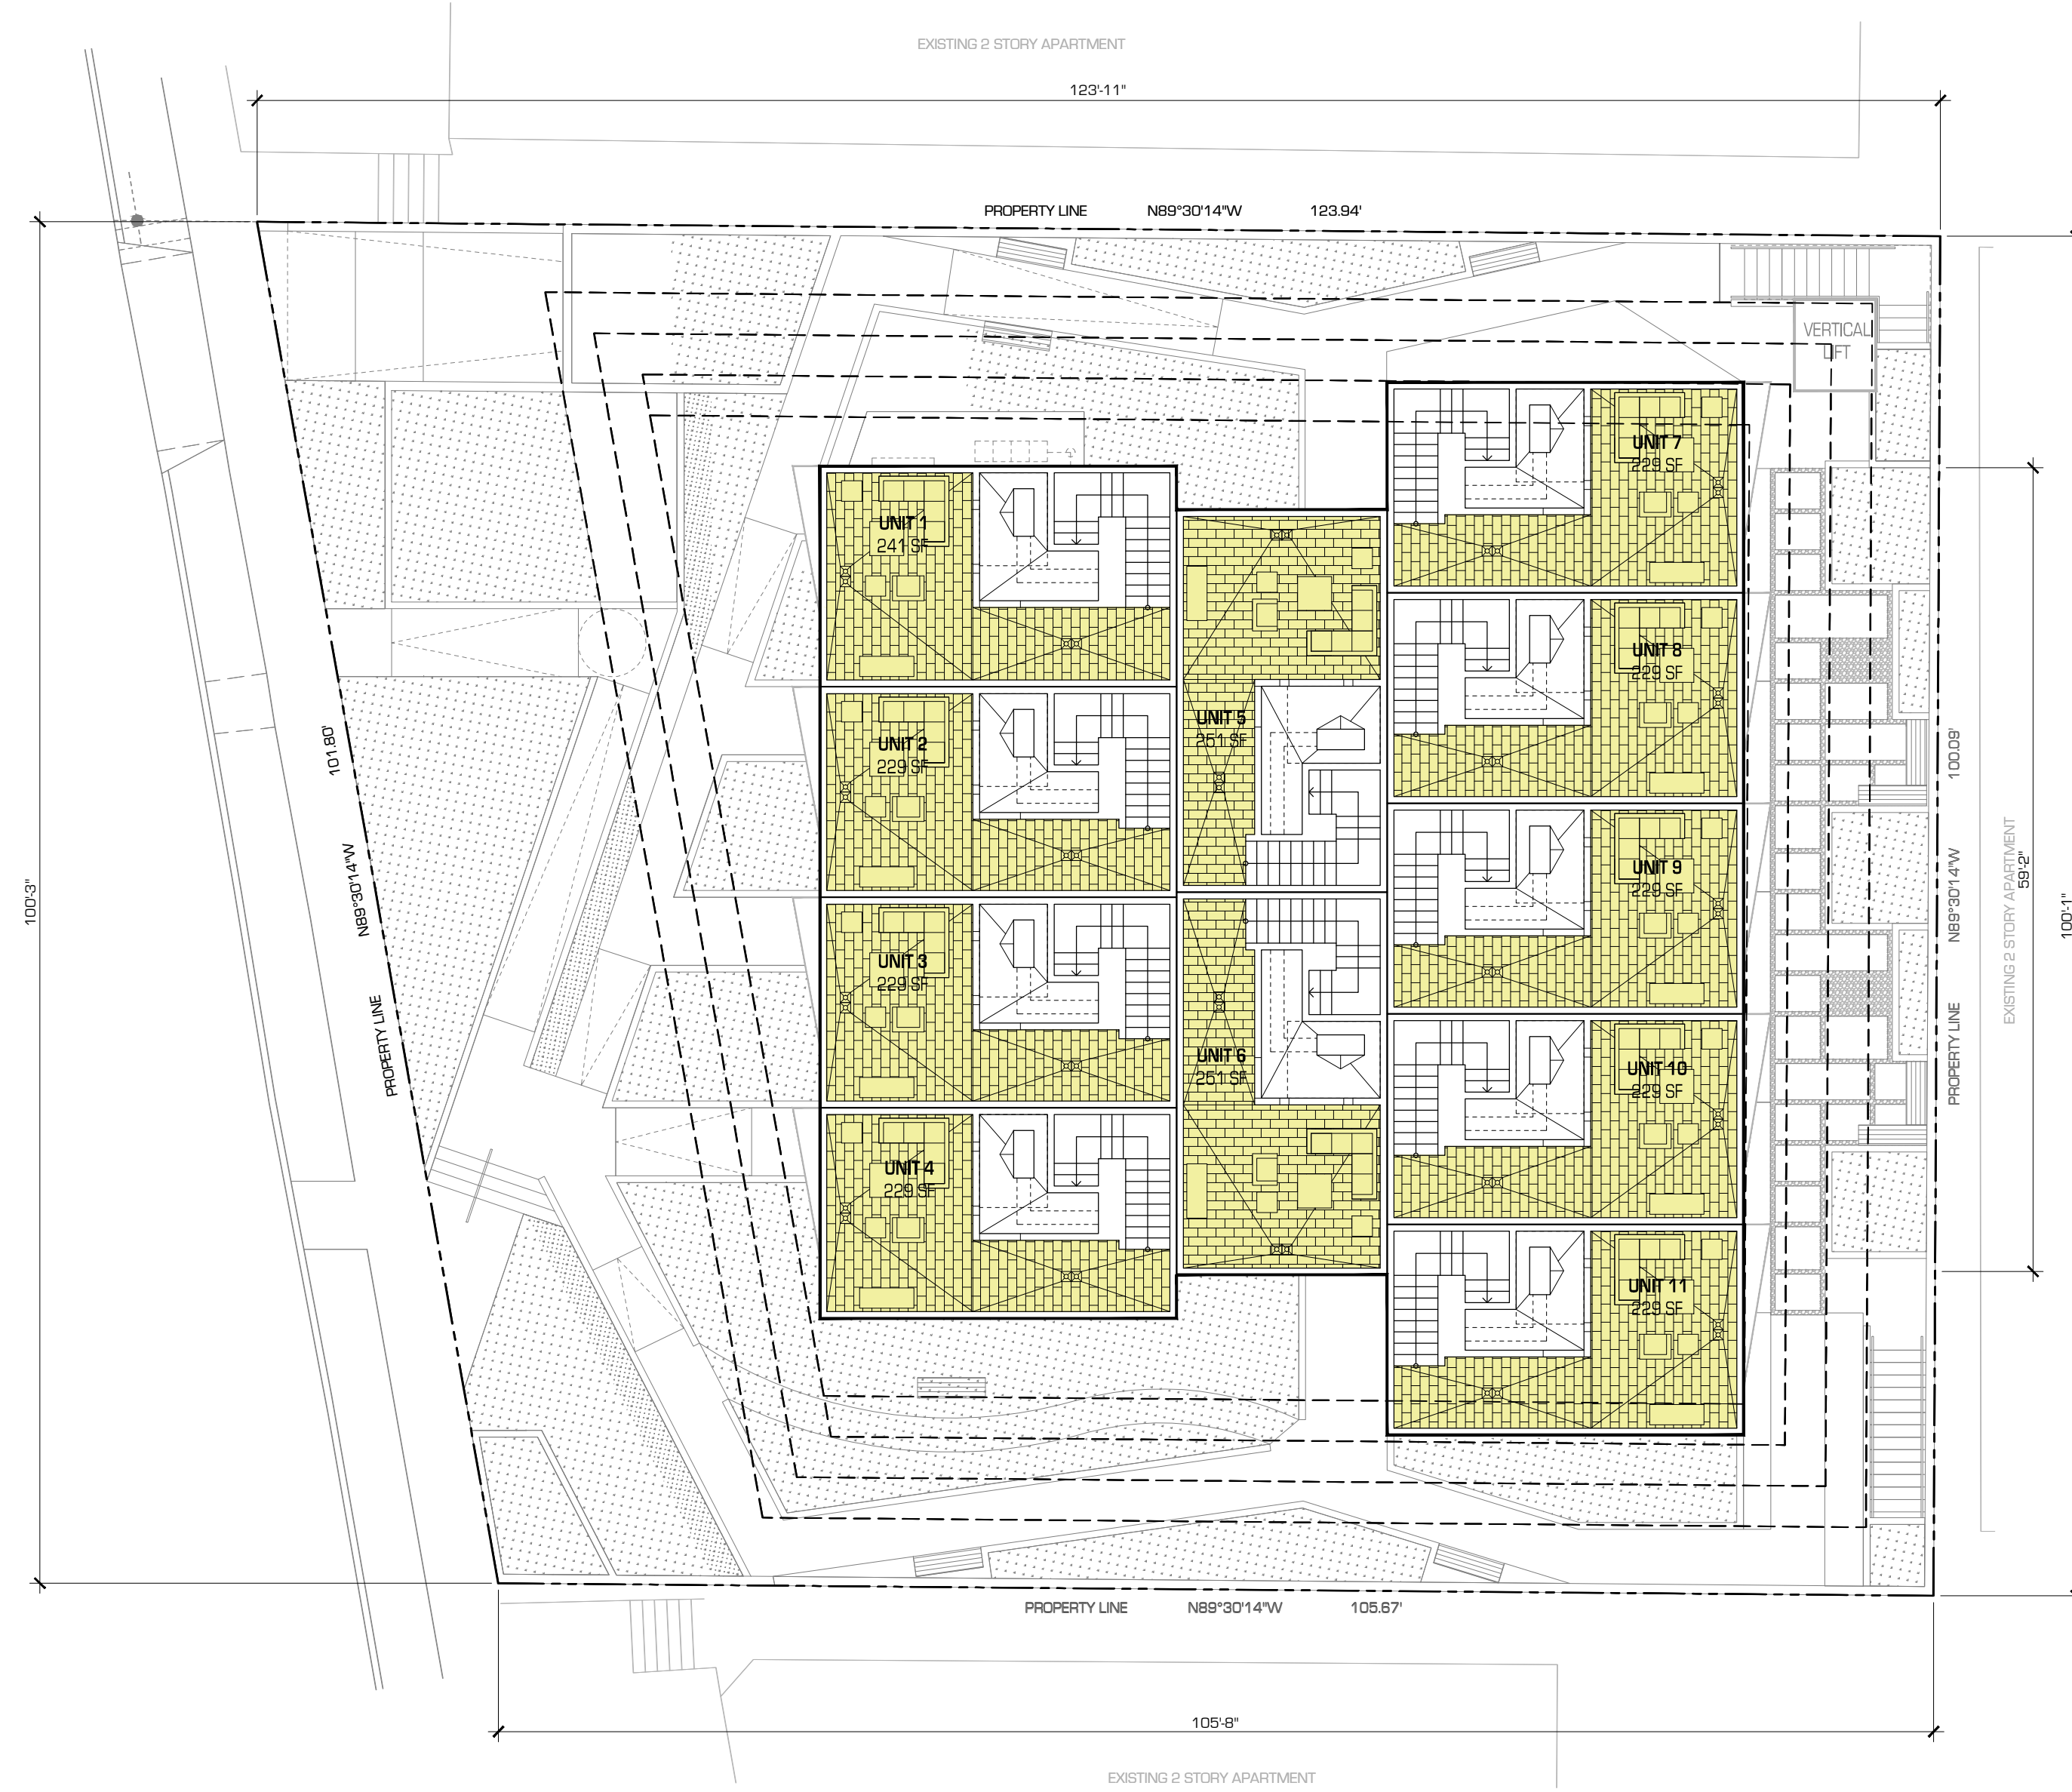 EXISTING 2 STORY APARTMENT
123'-11"
PROPERTY LINE N89°30'14"W 123.94'
VERTICAL
LIFT
UNIT 7
229 SF
UNIT 1
241 SF
UNIT 8
229 SF
UNIT 5
251 SF
UNIT 2
229 SF
UNIT 9
229 SF
UNIT 3
229 SF
UNIT 6
251 SF
UNIT 10
229 SF
UNIT 4
229 SF
UNIT 11
229 SF
100'-3"
PROPERTY LINE N89°30'14"W 101.80'
PROPERTY LINE N89°30'14"W 100.09'
EXISTING 2 STORY APARTMENT
59'-2"
100'-1"
PROPERTY LINE N89°30'14"W 105.67'
105'-8"
EXISTING 2 STORY APARTMENT